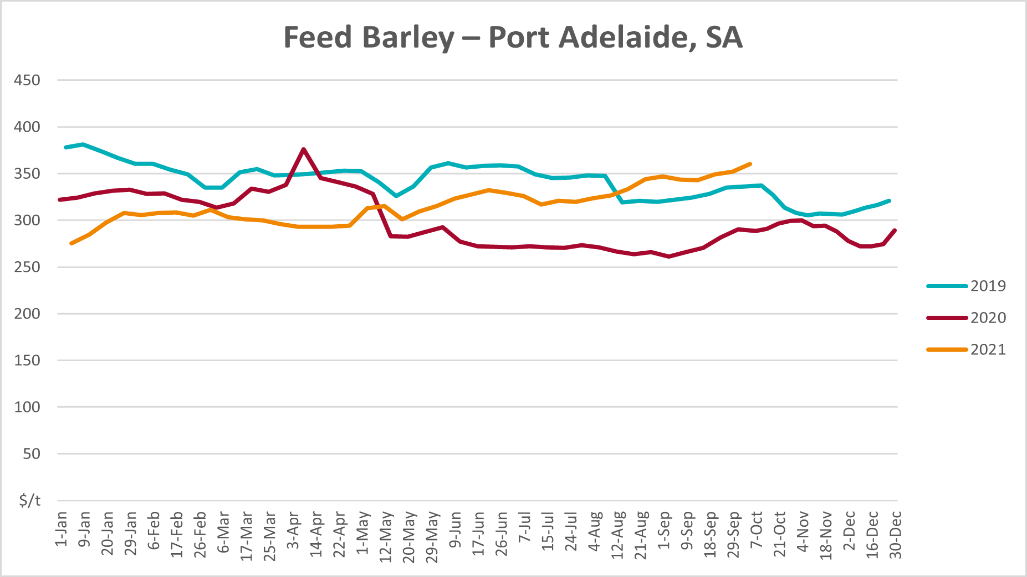 Feed Barley – Port Adelaide, SA
450
400
350
300
250
200
150
100
50
$/t
1-Jan
9-Jan
20-Jan
29-Jan
6-Feb
17-Feb
26-Feb
6-Mar
17-Mar
25-Mar
3-Apr
14-Apr
22-Apr
1-May
12-May
20-May
29-May
9-Jun
17-Jun
26-Jun
7-Jul
15-Jul
24-Jul
4-Aug
12-Aug
21-Aug
1-Sep
9-Sep
18-Sep
29-Sep
7-Oct
21-Oct
4-Nov
18-Nov
2-Dec
16-Dec
30-Dec
2019
2020
2021